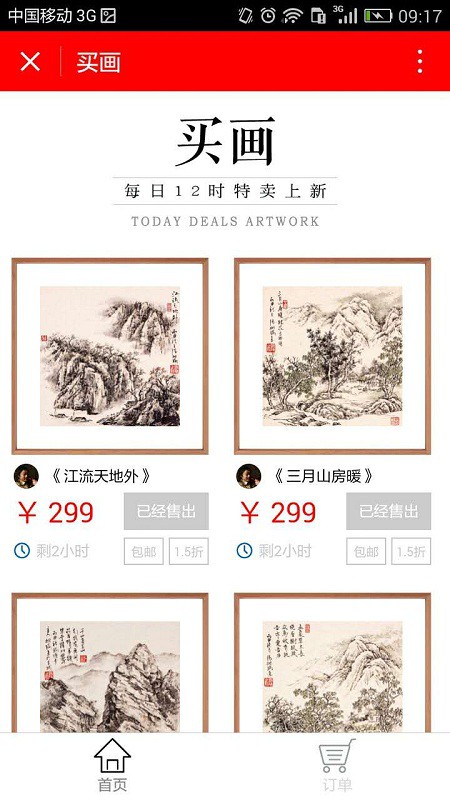 中国移动 3G
3G
09:17
买画
买画
每日12时特卖上新
TODAY DEALS ARTWORK
《江流天地外》
《三月山房暖》
¥ 299
已经售出
¥ 299
已经售出
剩2小时
包邮
1.5折
剩2小时
包邮
1.5折
首页
订单